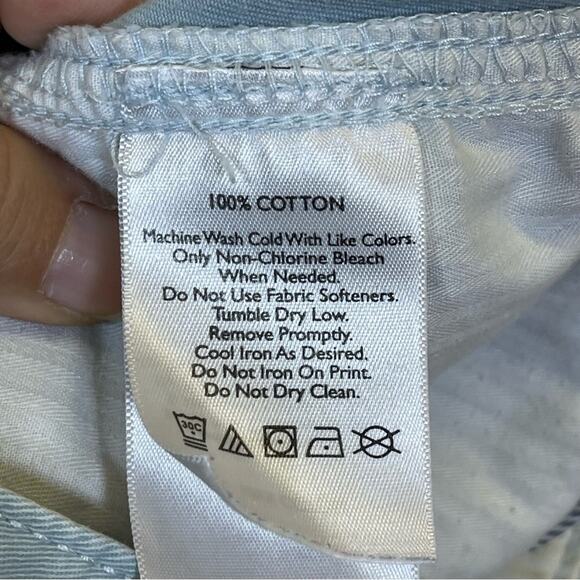 100% COTTON
Machine Wash Cold With Like Colors.
Only Non-Chlorine Bleach
When Needed.
Do Not Use Fabric Softeners.
Tumble Dry Low.
Remove Promptly.
Cool Iron As Desired.
Do Not Iron On Print.
Do Not Dry Clean.
30C